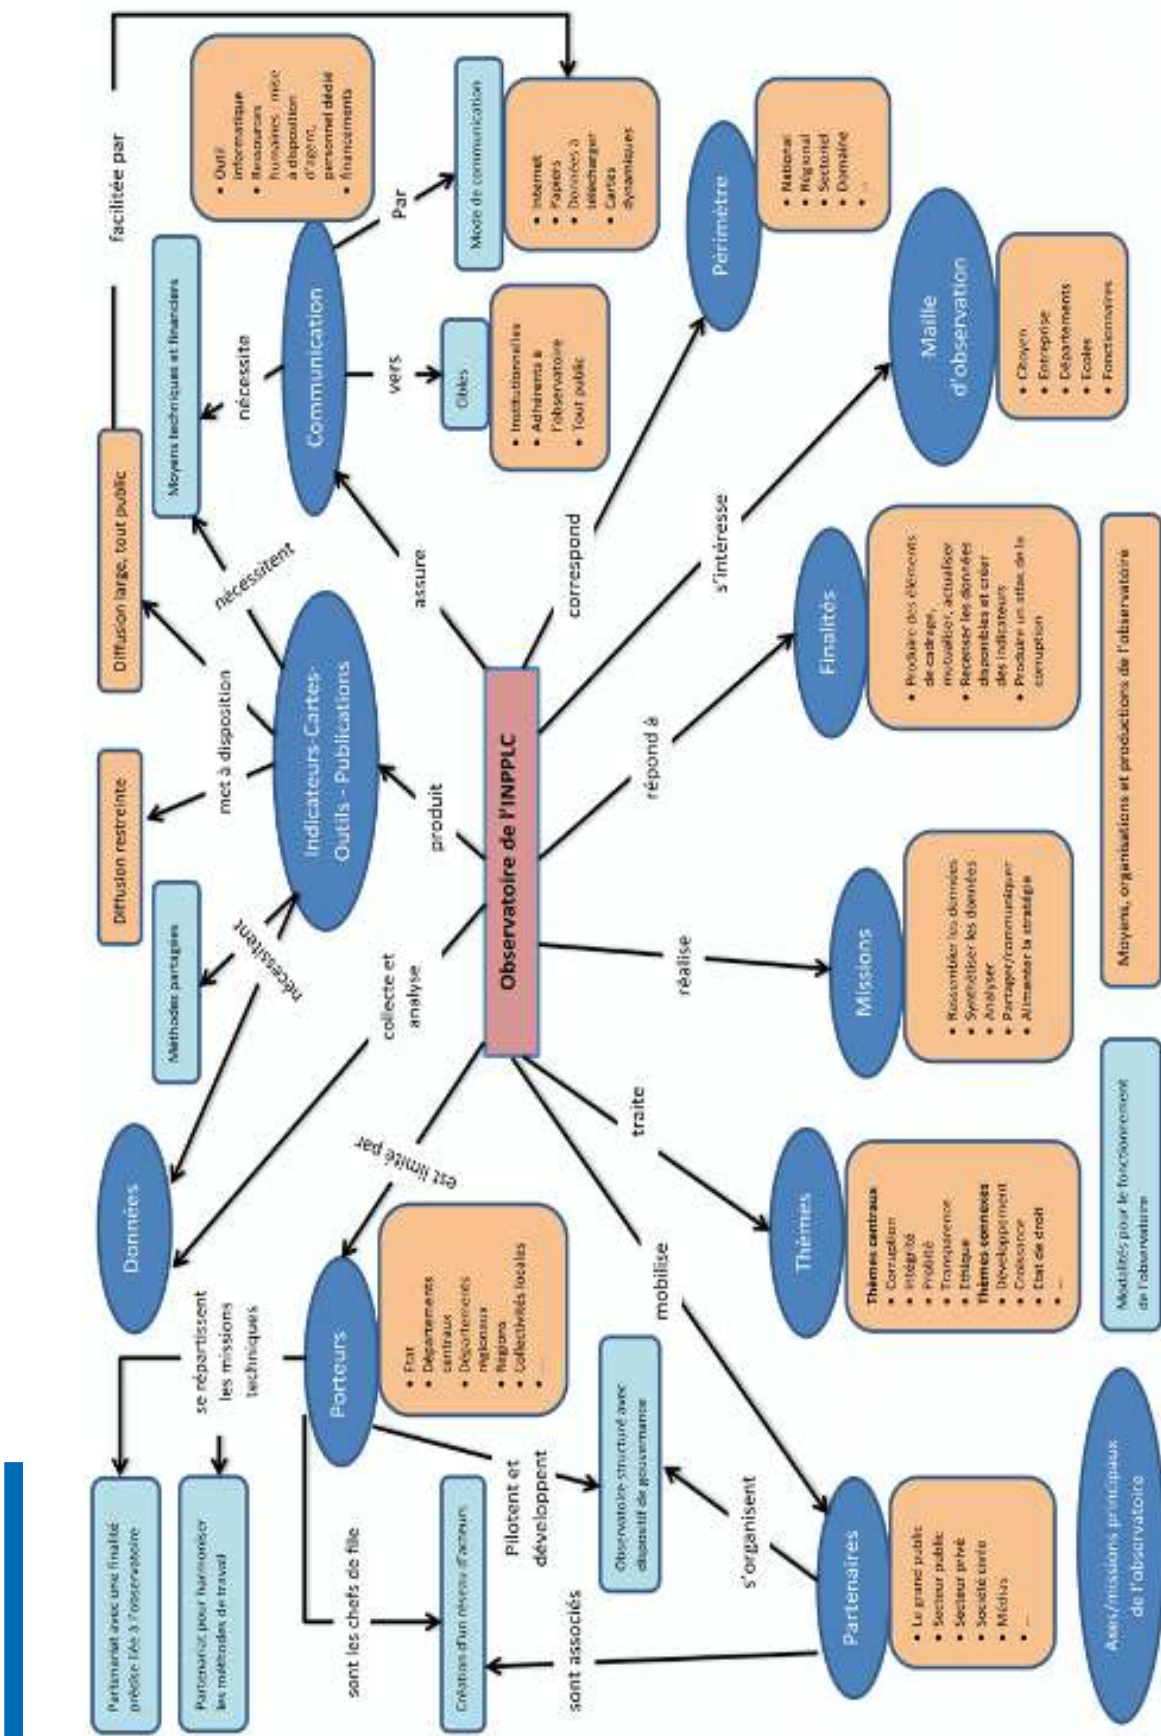 Partenariat avec une finalité
précise liée à l'observatoire
Partenariat pour harmoniser
les méthodes de travail
se répartissent
les missions
techniques
Données
Méthodes partagées
Diffusion restreinte
Diffusion large, tout public
Moyens techniques et financiers
facilitée par
nécessitent
met à disposition
nécessitent
nécessite
• Outil
informatique
• Ressources
humaines : mise
à disposition
d'agent,
personnel dédié
• financements
sont les chefs de file
Porteurs
• Etat
• Départements
centraux
• Départements
régionaux
• Régions
• Collectivités locales
• ...
est limité par
collecte et
analyse
Indicateurs-Cartes-
Outils - Publications
produit
assure
Communication
vers
Par
Cibles
• Institutionnelles
• Adhérents à
l'observatoire
• Tout public
Mode de communication
• Internet
• Papiers
• Données à
télécharger
• Cartes
dynamiques
Création d'un réseau d'acteurs
Pilotent et
développent
Observatoire structuré avec
dispositif de gouvernance
sont associés
s'organisent
mobilise
Observatoire de l'INPPLC
traite
réalise
répond à
s'intéresse
correspond
Périmètre
• National
• Régional
• Sectoriel
• Domaine
• ...
Partenaires
• Le grand public
• Secteur public
• Secteur privé
• Société civile
• Médias
• ...
Thèmes
Thèmes centraux
• Corruption
• Intégrité
• Probité
• Transparence
• Ethique
Thèmes connexes
• Développement
• Croissance
• Etat de droit
• ...
Missions
• Rassembler les données
• Synthétiser les données
• Analyser
• Partager/communiquer
• Alimenter la stratégie
Finalités
• Produire des éléments
de cadrage,
mutualiser, actualiser
• Recenser les données
disponibles et créer
des indicateurs
• Produire un atlas de la
corruption
Maille
d'observation
• Citoyen
• Entreprise
• Départements
• Ecoles
• Fonctionnaires
Axes/missions principaux
de l'observatoire
Modalités pour le fonctionnement
de l'observatoire
Moyens, organisations et productions de l'observatoire